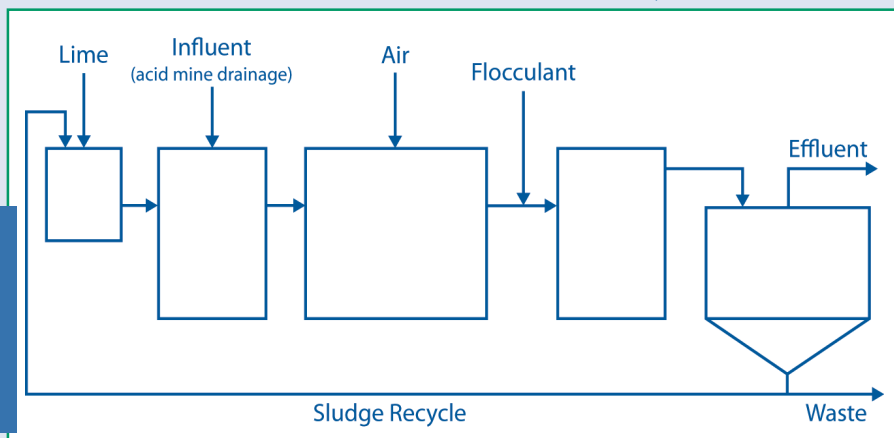 Lime
Influent
(acid mine drainage)
Air
Flocculant
Effluent
Sludge Recycle
Waste